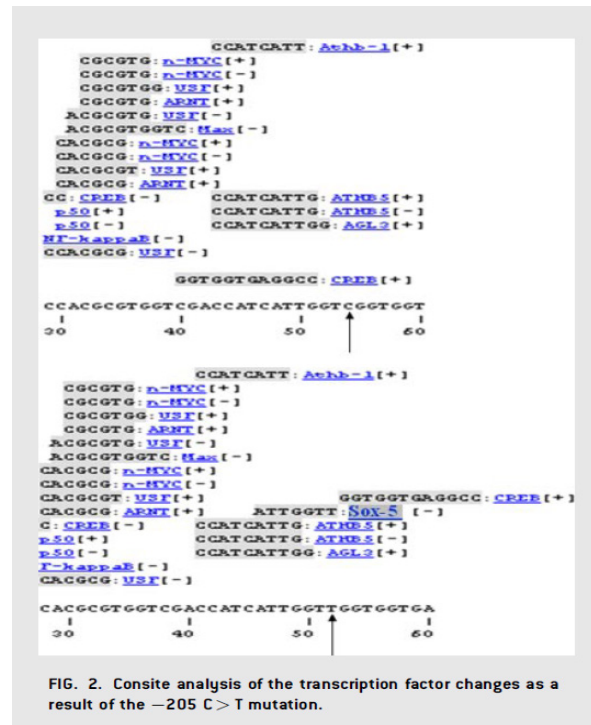 CCATCATT:Athb-1[+]
CGCGTG:n-MYC[+]
CGCGTG:n-MYC[-]
CGCGTGG:USF[+]
CGCGTG:ARNT[+]
ACGCGTG:USF[-]
ACGCGTGGTC:Max[-]
CACGCG:n-MYC[+]
CACGCG:n-MYC[-]
CACGCGT:USF[+]
CACGCG:ARNT[+]
CC:CREB[-] CCATCATTG:ATHB5[+]
p50[+] CCATCATTG:ATHB5[-]
p50[-] CCATCATTGG:AGL3[+]
NF-kappaB[-]
CCACGCG:USF[-]
GGTGGTGAGGCC:CREB[+]
CCACGCGTGGTCGACCATCATTGGTCGGTGGT
30 40 50 60
CCATCATT:Athb-1[+]
CGCGTG:n-MYC[+]
CGCGTG:n-MYC[-]
CGCGTGG:USF[+]
CGCGTG:ARNT[+]
ACGCGTG:USF[-]
ACGCGTGGTC:Max[-]
CACGCG:n-MYC[+]
CACGCG:n-MYC[-]
CACGCGT:USF[+] GGTGGTGAGGCC:CREB[+]
CACGCG:ARNT[+] ATTGGTT:Sox-5 [-]
C:CREB[-] CCATCATTG:ATHB5[+]
p50[+] CCATCATTG:ATHB5[-]
p50[-] CCATCATTGG:AGL3[+]
F-kappaB[-]
CACGCG:USF[-]
CACGCGTGGTCGACCATCATTGGTTGGTGGTGA
30 40 50 60
FIG. 2. Consite analysis of the transcription factor changes as a
result of the −205 C > T mutation.